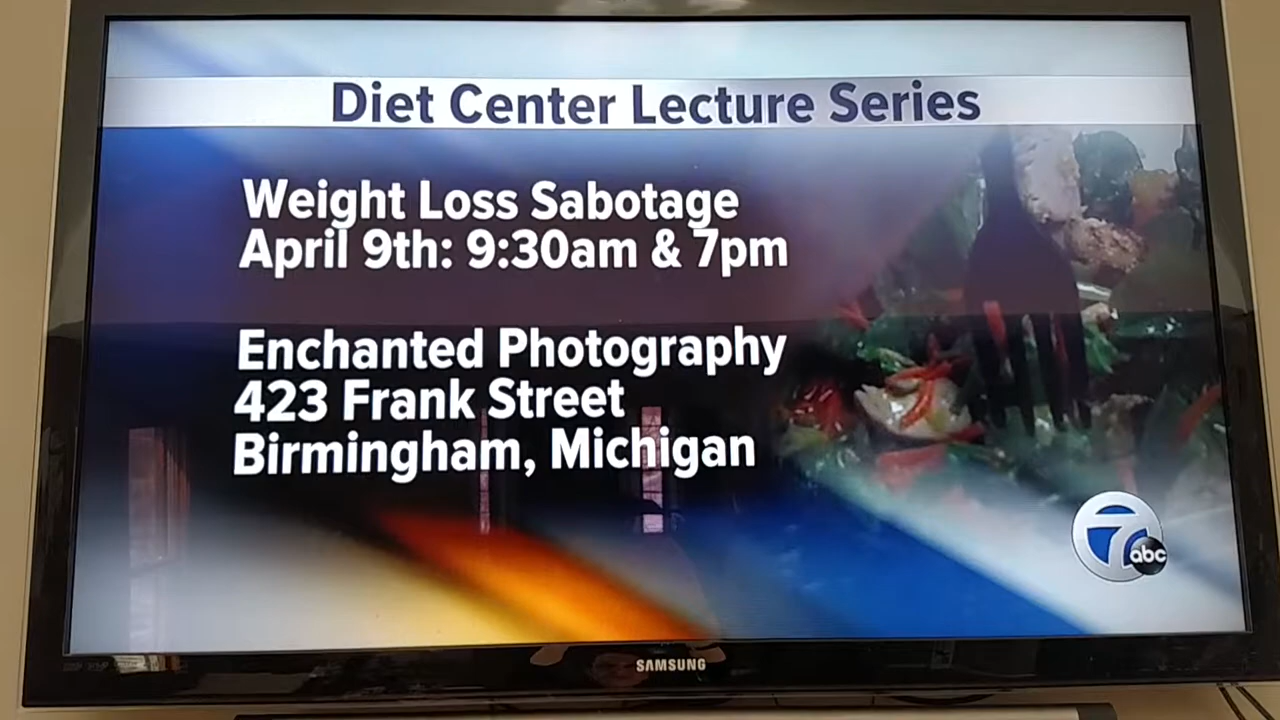 Diet Center Lecture Series
Weight Loss Sabotage
April 9th: 9:30am & 7pm
Enchanted Photography
423 Frank Street
Birmingham, Michigan
7
abc
SAMSUNG